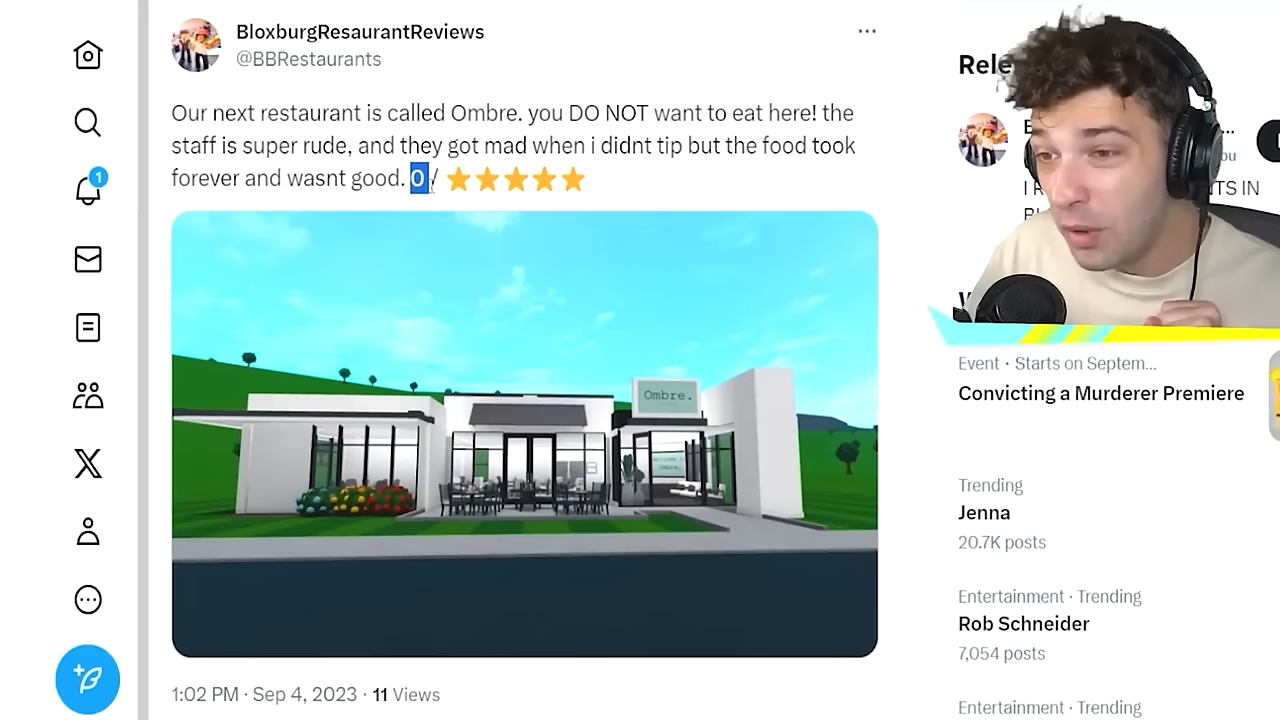 BloxburgResaurantReviews
@BBRestaurants
Our next restaurant is called Ombre. you DO NOT want to eat here! the
staff is super rude, and they got mad when i didnt tip but the food took
forever and wasnt good. 0 / ⭐⭐⭐⭐⭐
Ombre.
1:02 PM · Sep 4, 2023 · 11 Views
1
Event · Starts on Septem...
Convicting a Murderer Premiere
Trending
Jenna
20.7K posts
Entertainment · Trending
Rob Schneider
7,054 posts
Entertainment · Trending